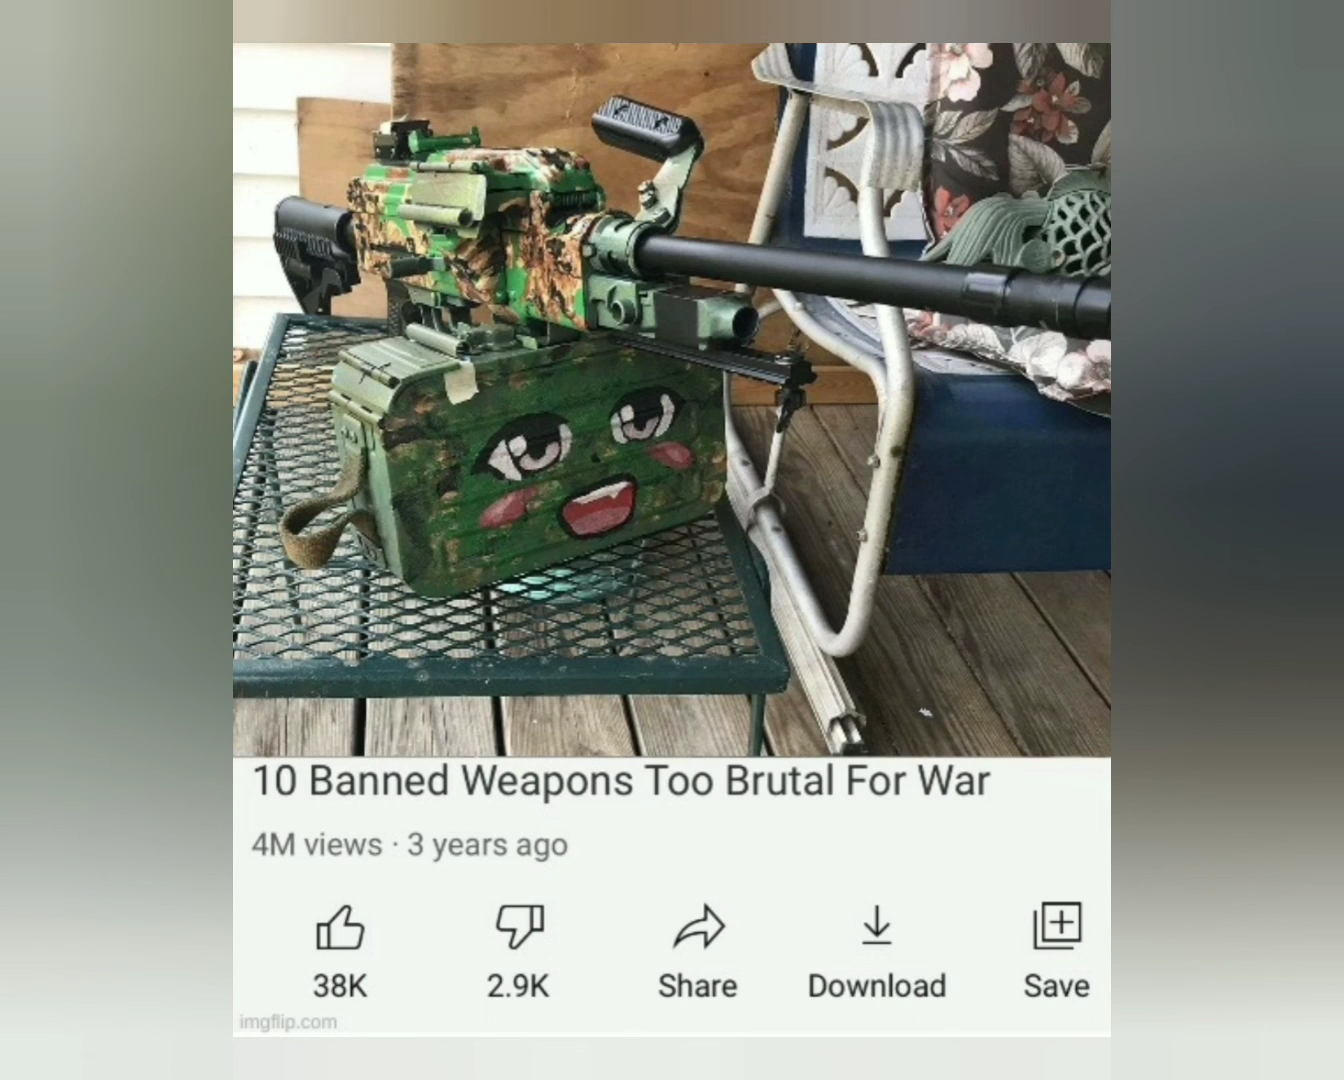 10 Banned Weapons Too Brutal For War
4M views · 3 years ago
38K 2.9K Share Download Save
imgflip.com